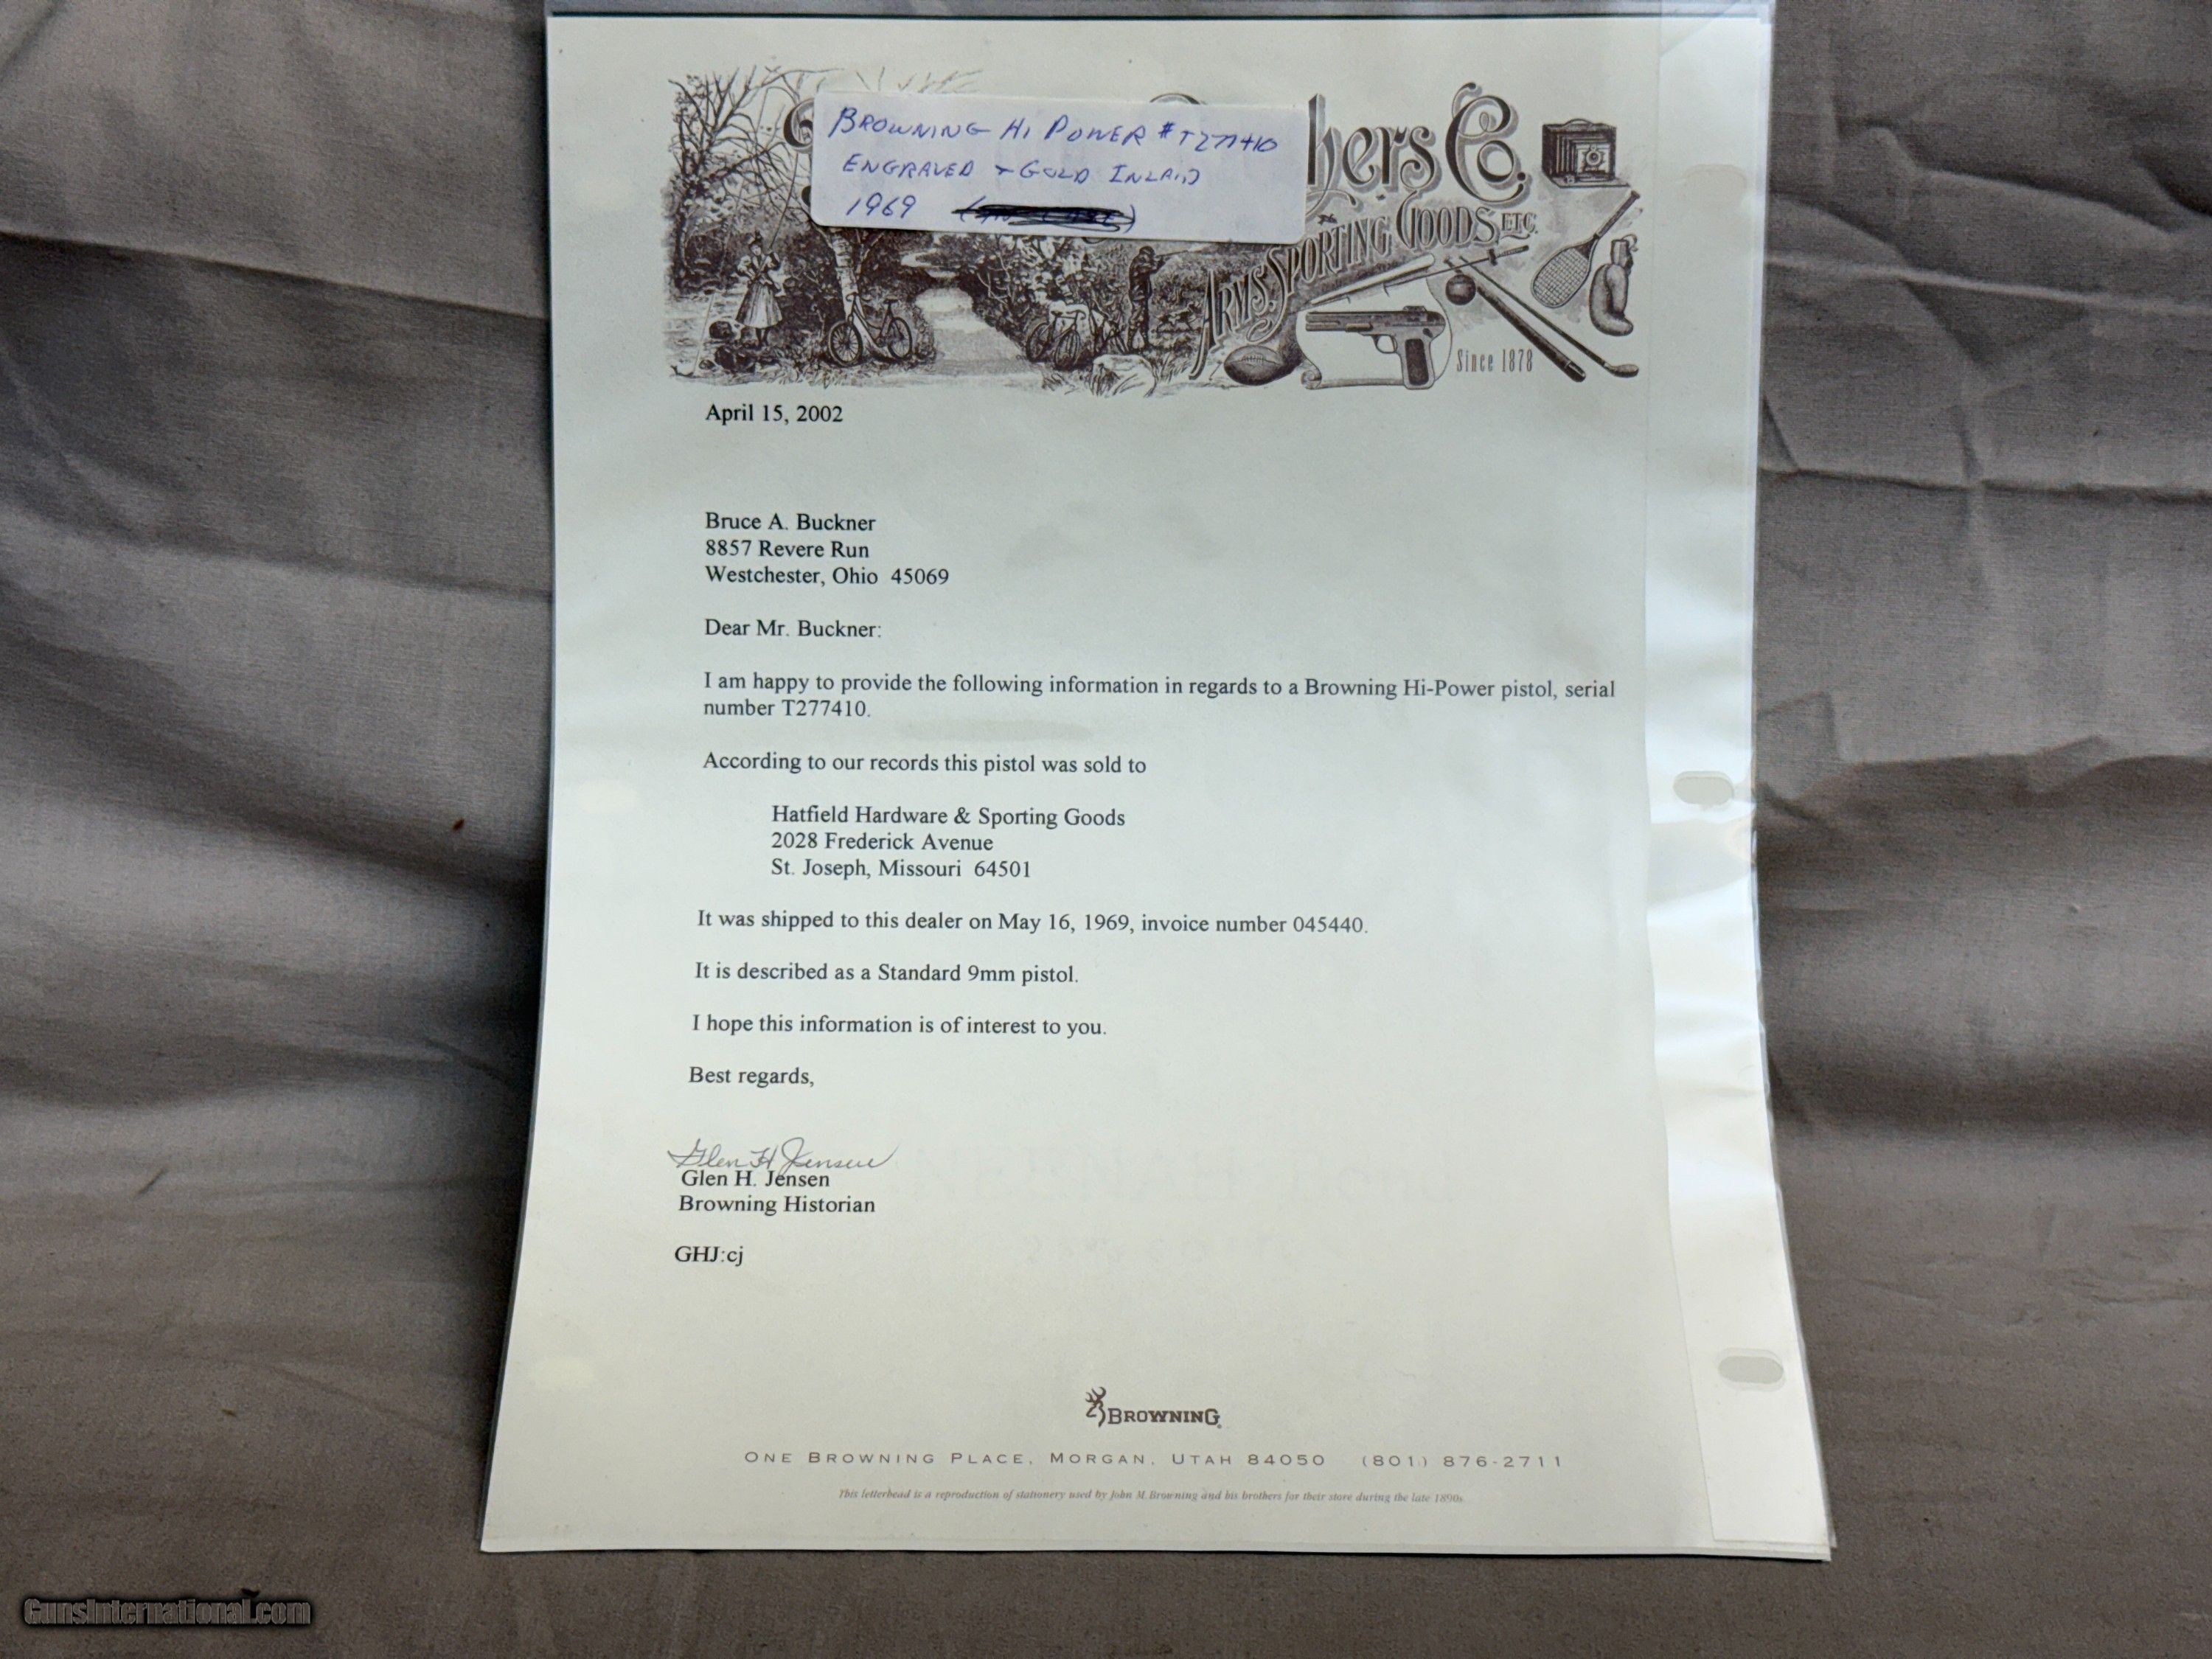 BROWNING HI POWER # T277410
ENGRAVED + GOLD INLAID
1969
hers Co.
ARMS, SPORTING GOODS, ETC.
Since 1878
April 15, 2002
Bruce A. Buckner
8857 Revere Run
Westchester, Ohio 45069
Dear Mr. Buckner:
I am happy to provide the following information in regards to a Browning Hi-Power pistol, serial
number T277410.
According to our records this pistol was sold to
Hatfield Hardware & Sporting Goods
2028 Frederick Avenue
St. Joseph, Missouri 64501
It was shipped to this dealer on May 16, 1969, invoice number 045440.
It is described as a Standard 9mm pistol.
I hope this information is of interest to you.
Best regards,
Glen H Jensen
Glen H. Jensen
Browning Historian
GHJ:cj
BROWNING
ONE BROWNING PLACE, MORGAN, UTAH 84050 (801) 876-2711
This letterhead is a reproduction of stationery used by John M. Browning and his brothers for their store during the late 1890s.
GunsInternational.com